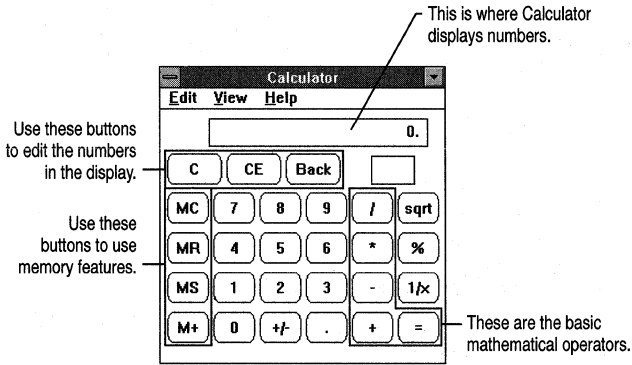 This is where Calculator
displays numbers.
Calculator
Edit View Help
0.
Use these buttons
to edit the numbers
in the display.
C CE Back
MC 7 8 9 / sqrt
Use these
buttons to use
memory features.
MR 4 5 6 * %
MS 1 2 3 - 1/x
M+ 0 +/- . + =
These are the basic
mathematical operators.